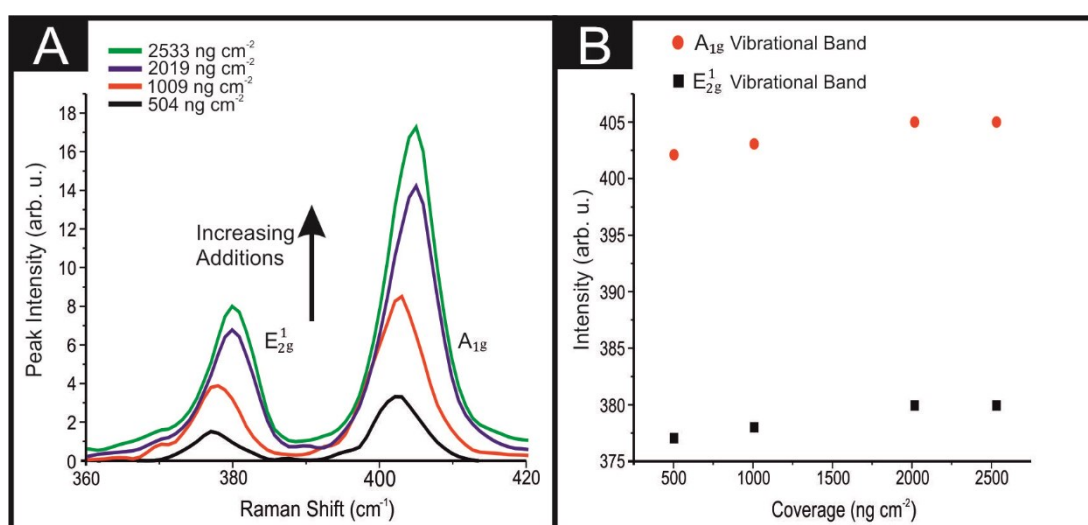 A
2533 ng cm⁻²
2019 ng cm⁻²
1009 ng cm⁻²
504 ng cm⁻²
Peak Intensity (arb. u.)
18
16
14
12
10
8
6
4
2
0
Increasing
Additions
E¹₂g
A₁g
360
380
400
420
Raman Shift (cm⁻¹)
B
A₁g Vibrational Band
E¹₂g Vibrational Band
Intensity (arb. u.)
405
400
395
390
385
380
375
500
1000
1500
2000
2500
Coverage (ng cm⁻²)